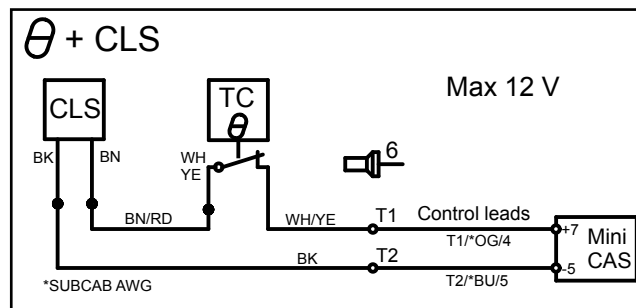 θ + CLS
Max 12 V
CLS
TC
θ
6
BK
BN
WH
YE
BN/RD
WH/YE
T1
Control leads
T1/*OG/4
+7
Mini
CAS
BK
T2
T2/*BU/5
-5
*SUBCAB AWG